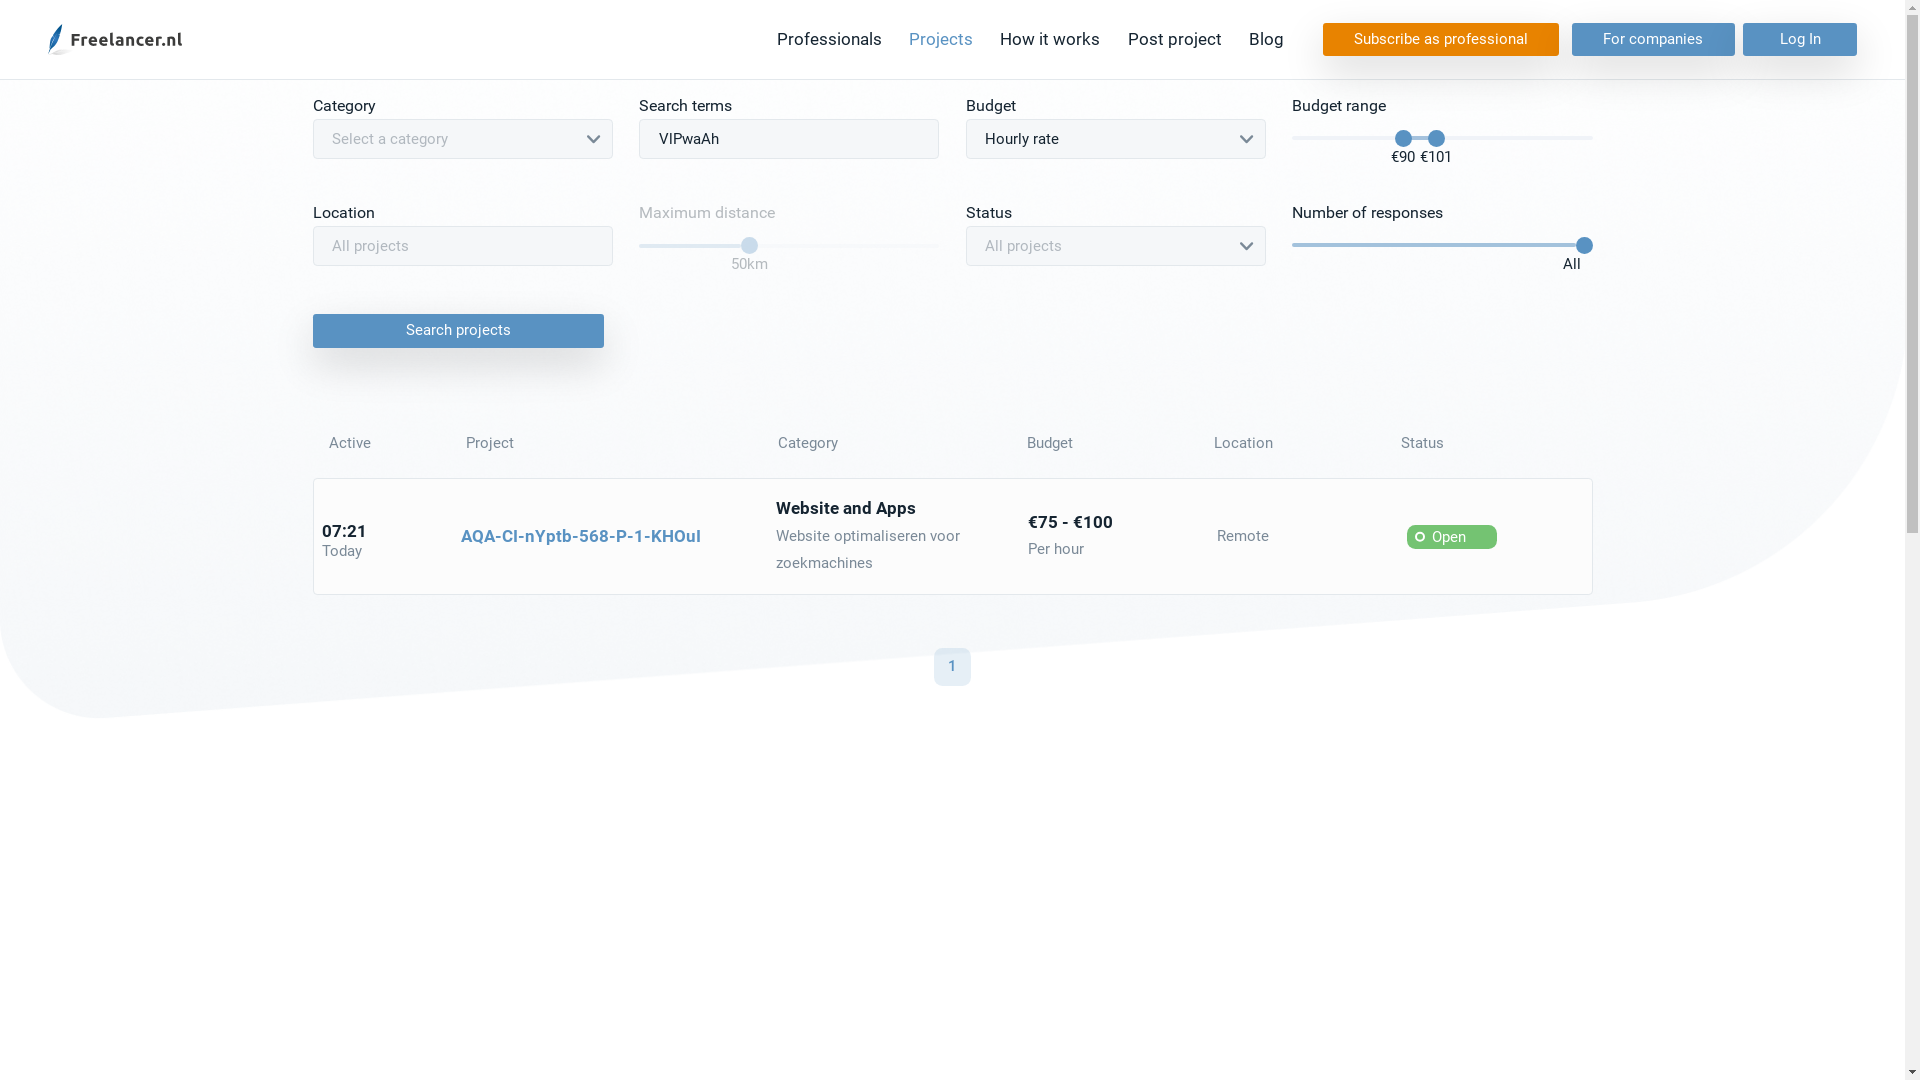 Freelancer.nl
Professionals Projects How it works Post project Blog Subscribe as professional For companies Log In
Category Search terms Budget Budget range
Select a category VlPwaAh Hourly rate
€90 €101
Location Maximum distance Status Number of responses
All projects All projects
50km All
Search projects
Active Project Category Budget Location Status
Website and Apps
07:21 AQA-CI-nYptb-568-P-1-KHOuI Website optimaliseren voor €75 - €100 Remote Open
Today zoekmachines Per hour
1